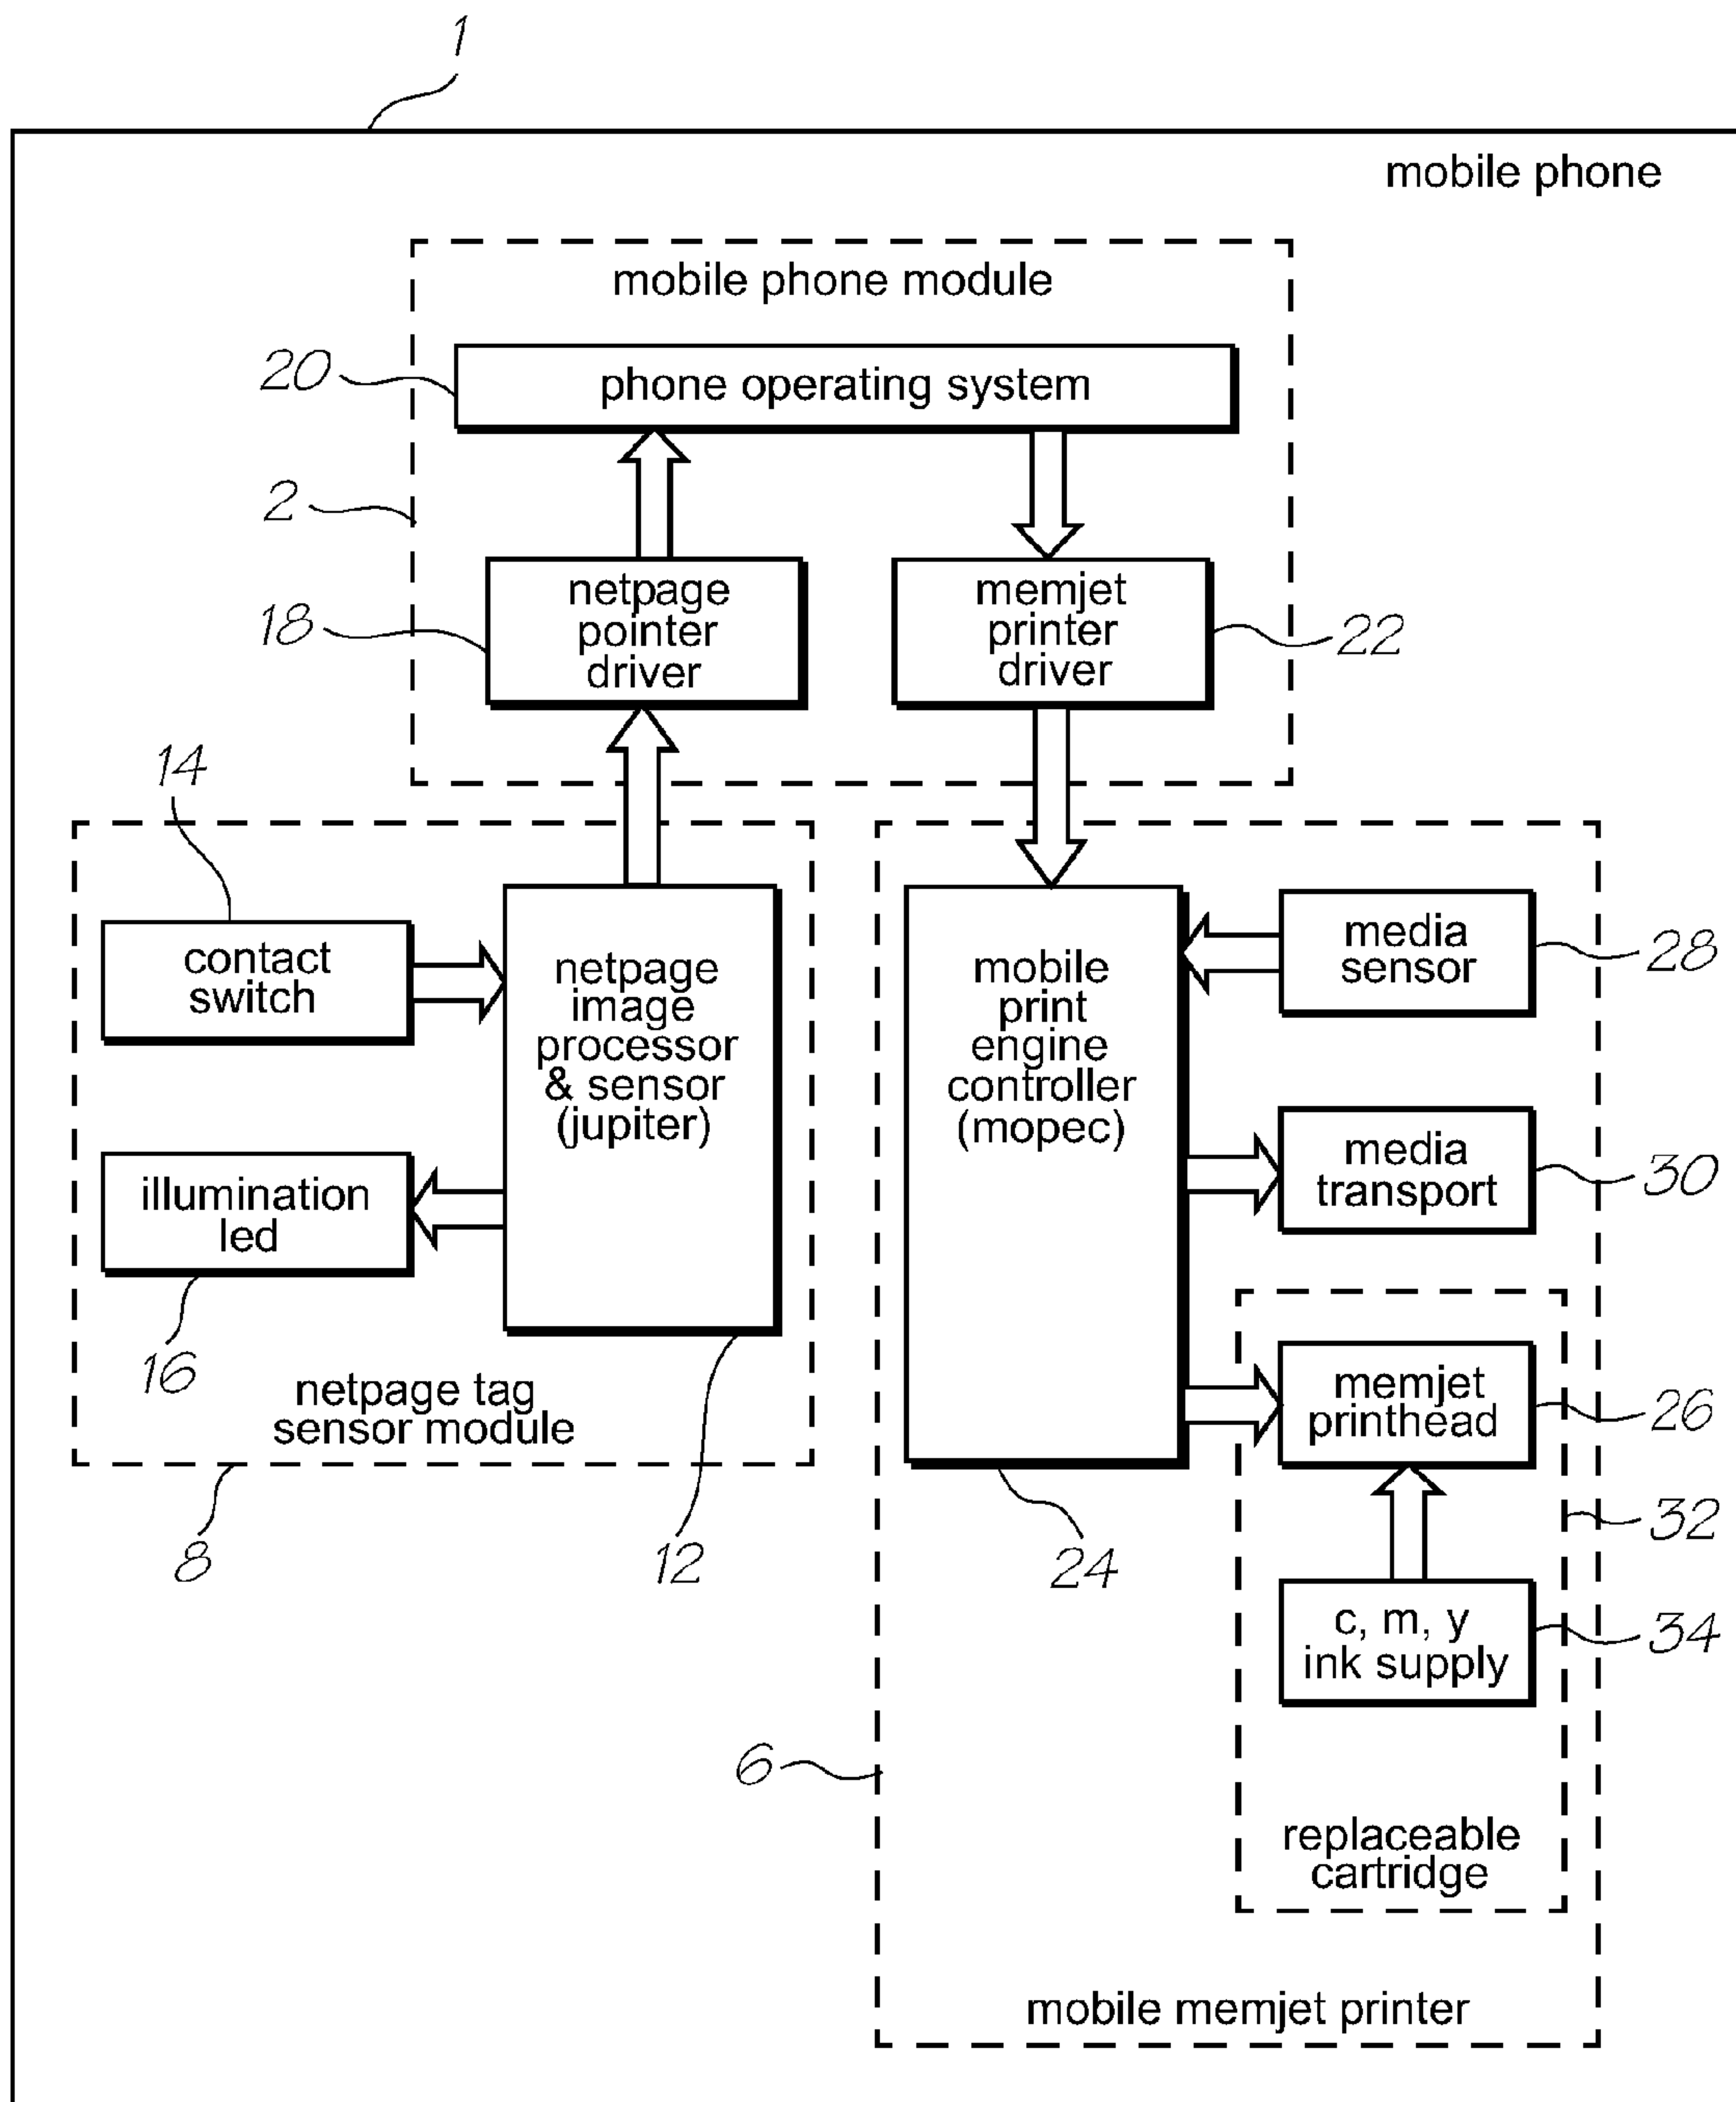 1
mobile phone
mobile phone module
20
phone operating system
2
18
netpage
pointer
driver
memjet
printer
driver
22
14
contact
switch
netpage
image
processor
& sensor
(jupiter)
illumination
led
16
netpage tag
sensor module
8
12
mobile
print
engine
controller
(mopec)
24
media
sensor
28
media
transport
30
memjet
printhead
26
32
c, m, y
ink supply
34
6
replaceable
cartridge
mobile memjet printer